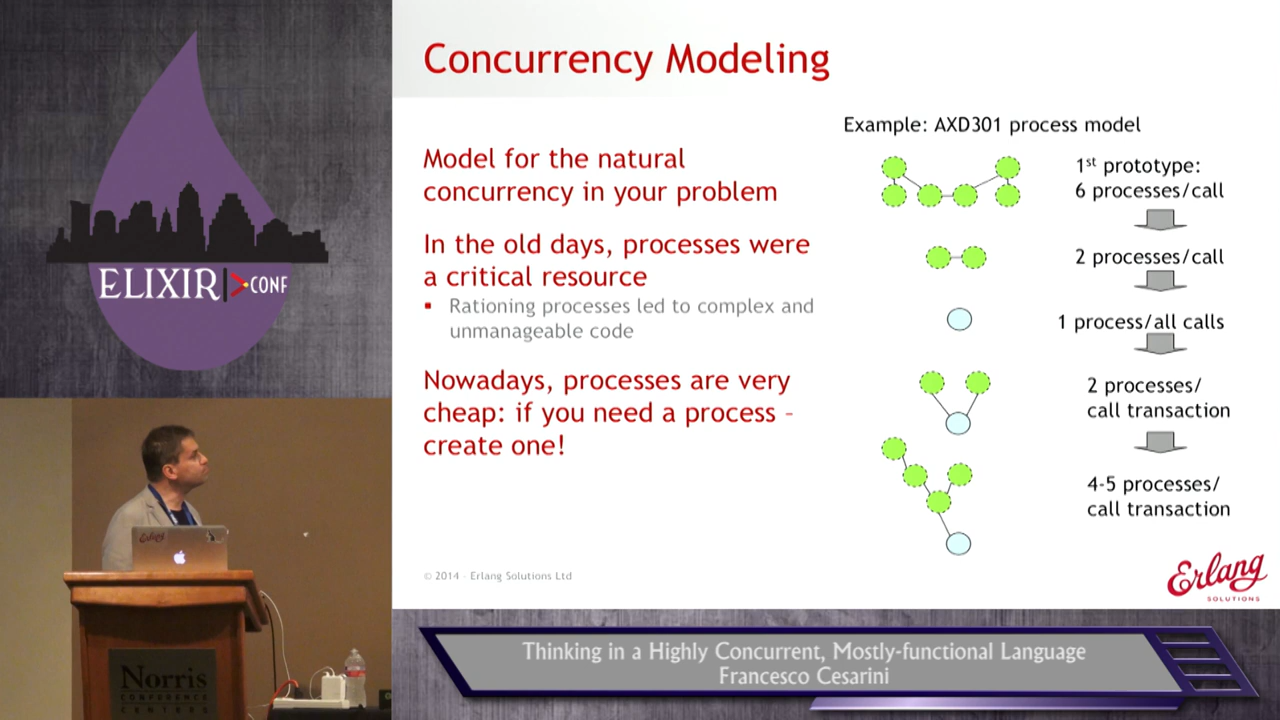 Concurrency Modeling
Example: AXD301 process model
Model for the natural
concurrency in your problem
In the old days, processes were
a critical resource
Rationing processes led to complex and
unmanageable code
Nowadays, processes are very
cheap: if you need a process –
create one!
1st prototype:
6 processes/call
2 processes/call
1 process/all calls
2 processes/
call transaction
4-5 processes/
call transaction
© 2014 – Erlang Solutions Ltd
Erlang
SOLUTIONS
ELIXIR CONF
Erlang
Norris
CONFERENCE
CENTERS
Thinking in a Highly Concurrent, Mostly-functional Language
Francesco Cesarini